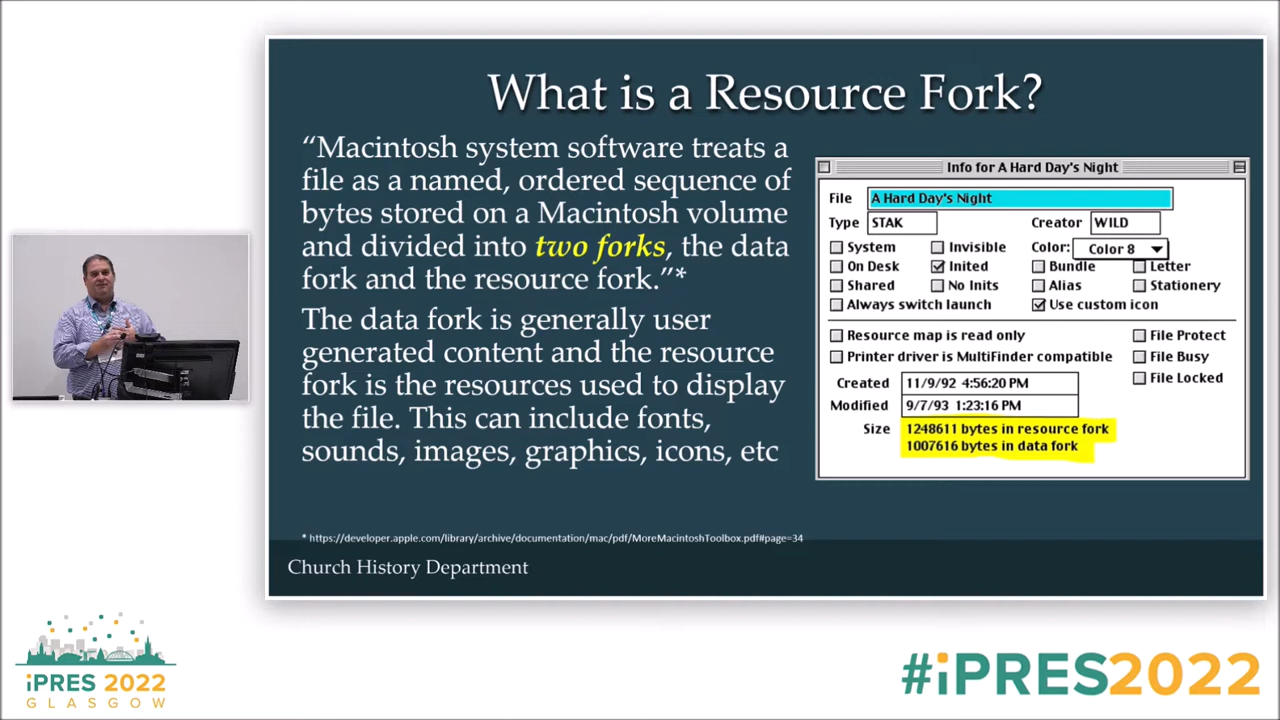 What is a Resource Fork?
“Macintosh system software treats a
file as a named, ordered sequence of
bytes stored on a Macintosh volume
and divided into two forks, the data
fork and the resource fork.”*
The data fork is generally user
generated content and the resource
fork is the resources used to display
the file. This can include fonts,
sounds, images, graphics, icons, etc
Info for A Hard Day's Night
File A Hard Day's Night
Type STAK Creator WILD
System Invisible Color: Color 8
On Desk Inited Bundle Letter
Shared No Inits Alias Stationery
Always switch launch Use custom icon
Resource map is read only File Protect
Printer driver is MultiFinder compatible File Busy
File Locked
Created 11/9/92 4:56:20 PM
Modified 9/7/93 1:23:16 PM
Size 1248611 bytes in resource fork
1007616 bytes in data fork
* https://developer.apple.com/library/archive/documentation/mac/pdf/MoreMacintoshToolbox.pdf#page=34
Church History Department
iPRES 2022
GLASGOW
#iPRES2022